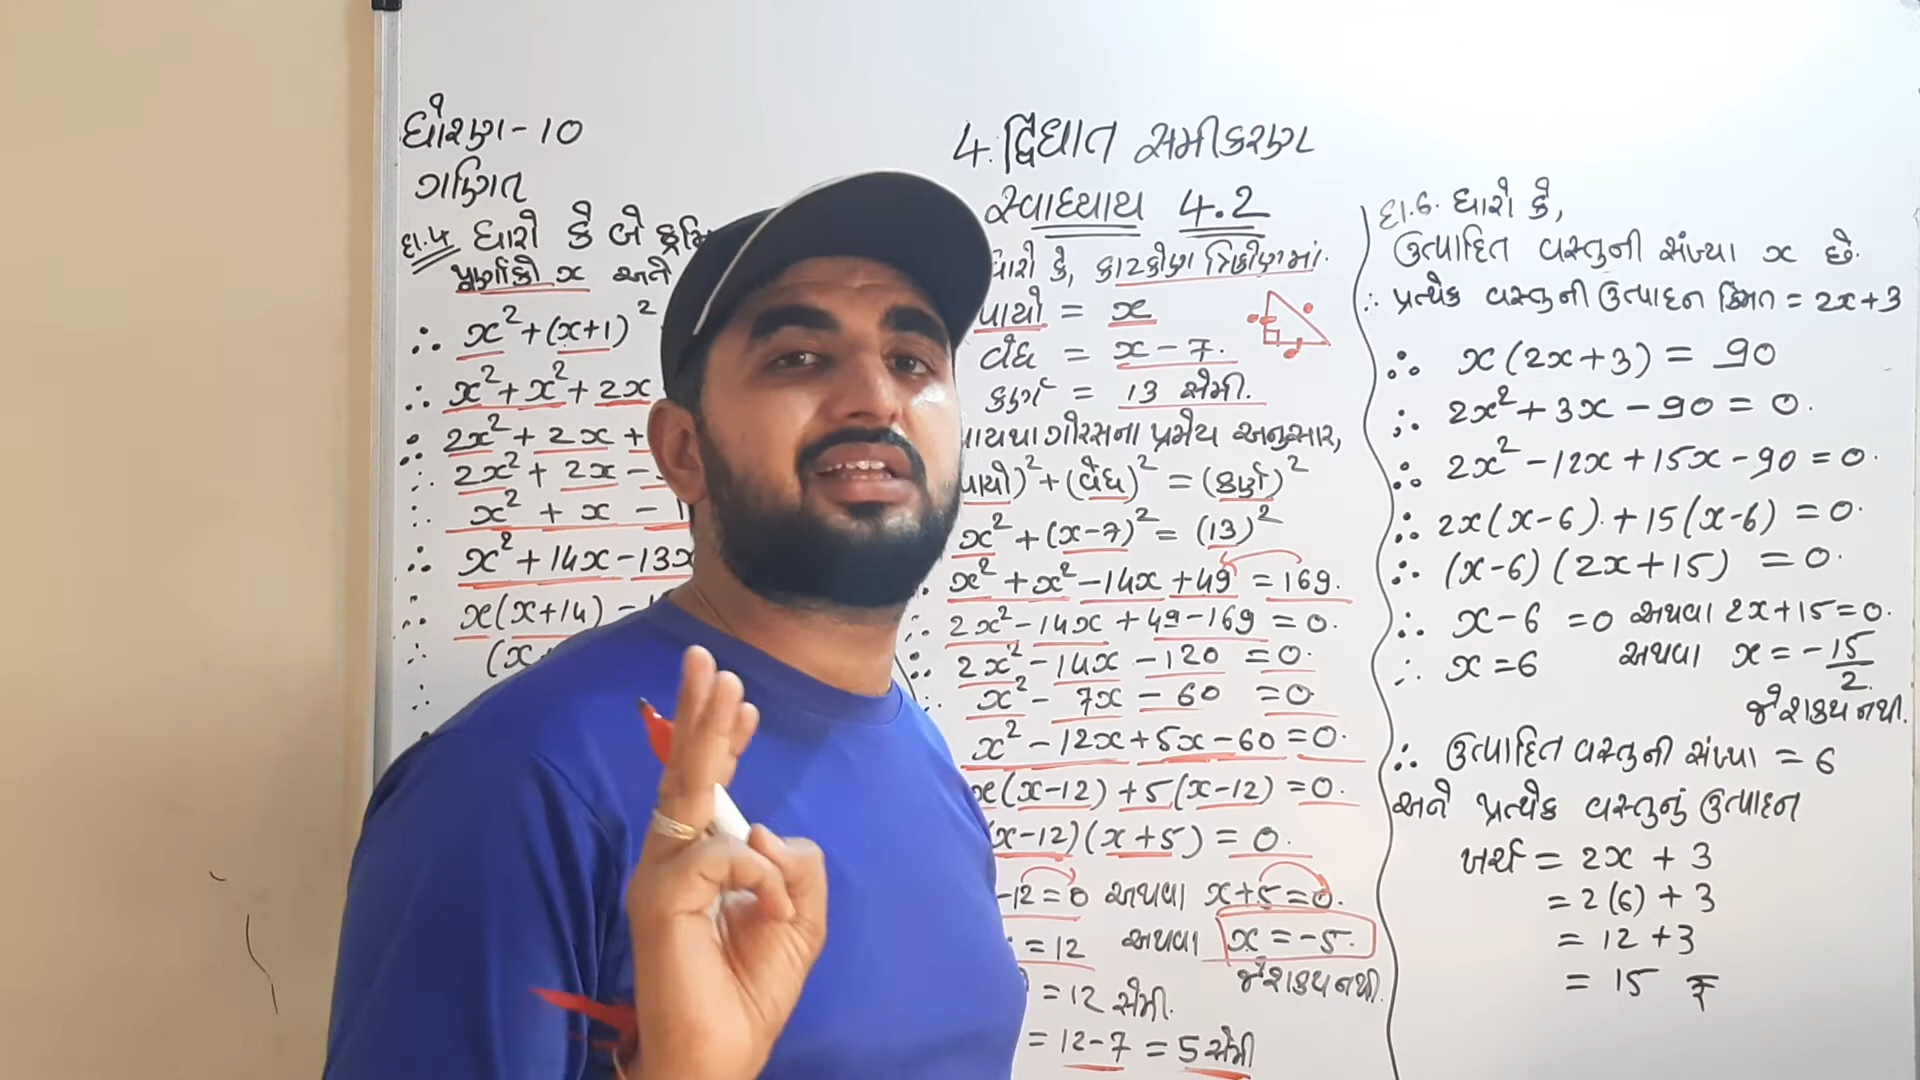 ધોરણ-10
ગણિત
દા.૫ ધારો કે બે
પૂર્ણાંકો x અને
∴ x² + (x+1)²
∴ x² + x² + 2x
∴ 2x² + 2x +
∴ 2x² + 2x -
∴ x² + x - 1
∴ x² + 14x - 13x
∴ x(x+14) -
∴ (x
∴
4. દ્વિઘાત સમીકરણ
સ્વાધ્યાય 4.2
ધારો કે, કાટકોણ ત્રિકોણમાં.
પાયો = x
વેધ = x - 7.
કર્ણ = 13 સેમી.
પાયથાગોરસના પ્રમેય અનુસાર,
પાયો)² + (વેધ)² = (કર્ણ)²
x² + (x-7)² = (13)²
x² + x² - 14x + 49 = 169.
∴ 2x² - 14x + 49 - 169 = 0.
∴ 2x² - 14x - 120 = 0.
∴ x² - 7x - 60 = 0
x² - 12x + 5x - 60 = 0.
x(x-12) + 5(x-12) = 0.
(x-12)(x+5) = 0.
-12 = 0 અથવા x+5 = 0.
= 12 અથવા x = -5.
જે શક્ય નથી.
= 12 સેમી.
= 12 - 7 = 5 સેમી
દા.6. ધારો કે,
ઉત્પાદિત વસ્તુની સંખ્યા x છે.
∴ પ્રત્યેક વસ્તુની ઉત્પાદન કિંમત = 2x+3
∴ x(2x+3) = 90
∴ 2x² + 3x - 90 = 0.
∴ 2x² - 12x + 15x - 90 = 0.
∴ 2x(x-6) + 15(x-6) = 0.
∴ (x-6)(2x+15) = 0.
∴ x-6 = 0 અથવા 2x+15 = 0.
∴ x = 6 અથવા x = -15/2.
જે શક્ય નથી.
∴ ઉત્પાદિત વસ્તુની સંખ્યા = 6
અને પ્રત્યેક વસ્તુનું ઉત્પાદન
ખર્ચ = 2x + 3
= 2(6) + 3
= 12 + 3
= 15 ₹